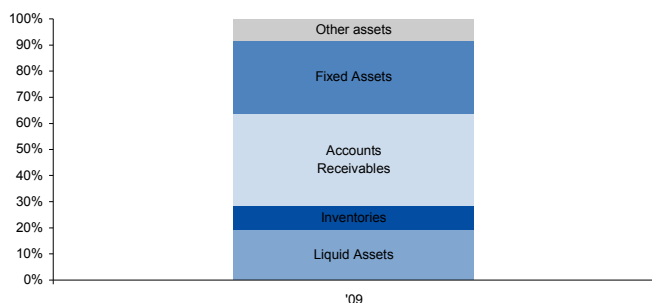 100%
90%
80%
70%
60%
50%
40%
30%
20%
10%
0%
Other assets
Fixed Assets
Accounts
Receivables
Inventories
Liquid Assets
'09